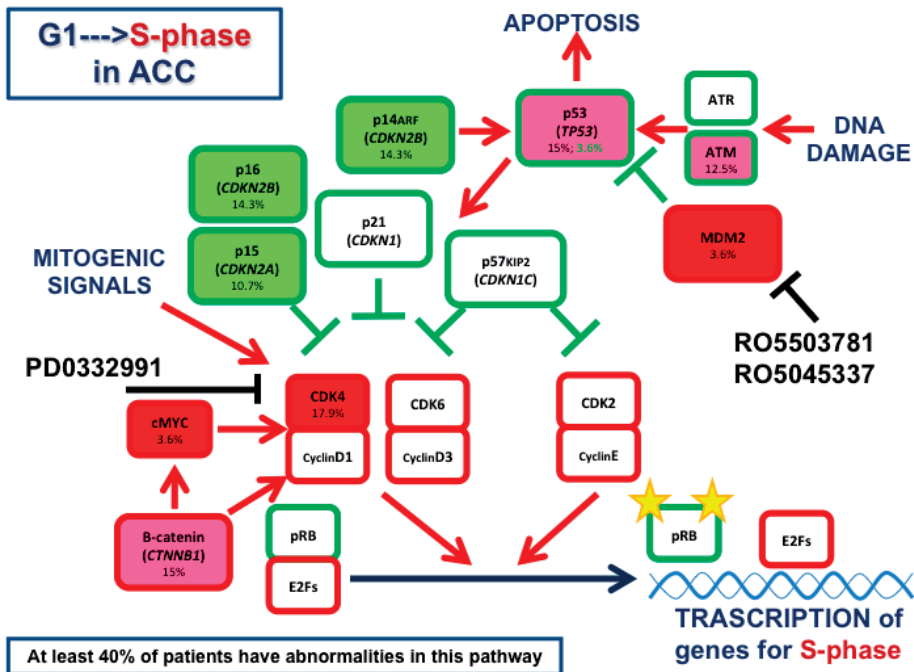 G1--->S-phase
in ACC
APOPTOSIS
p14ARF
(CDKN2B)
14.3%
p53
(TP53)
15%; 3.6%
ATR
ATM
12.5%
DNA
DAMAGE
p16
(CDKN2B)
14.3%
p21
(CDKN1)
p15
(CDKN2A)
10.7%
p57KIP2
(CDKN1C)
MDM2
3.6%
MITOGENIC
SIGNALS
RO5503781
RO5045337
PD0332991
CDK4
17.9%
CDK6
CDK2
cMYC
3.6%
CyclinD1
CyclinD3
CyclinE
B-catenin
(CTNNB1)
15%
pRB
E2Fs
pRB
E2Fs
TRASCRIPTION of
genes for S-phase
At least 40% of patients have abnormalities in this pathway